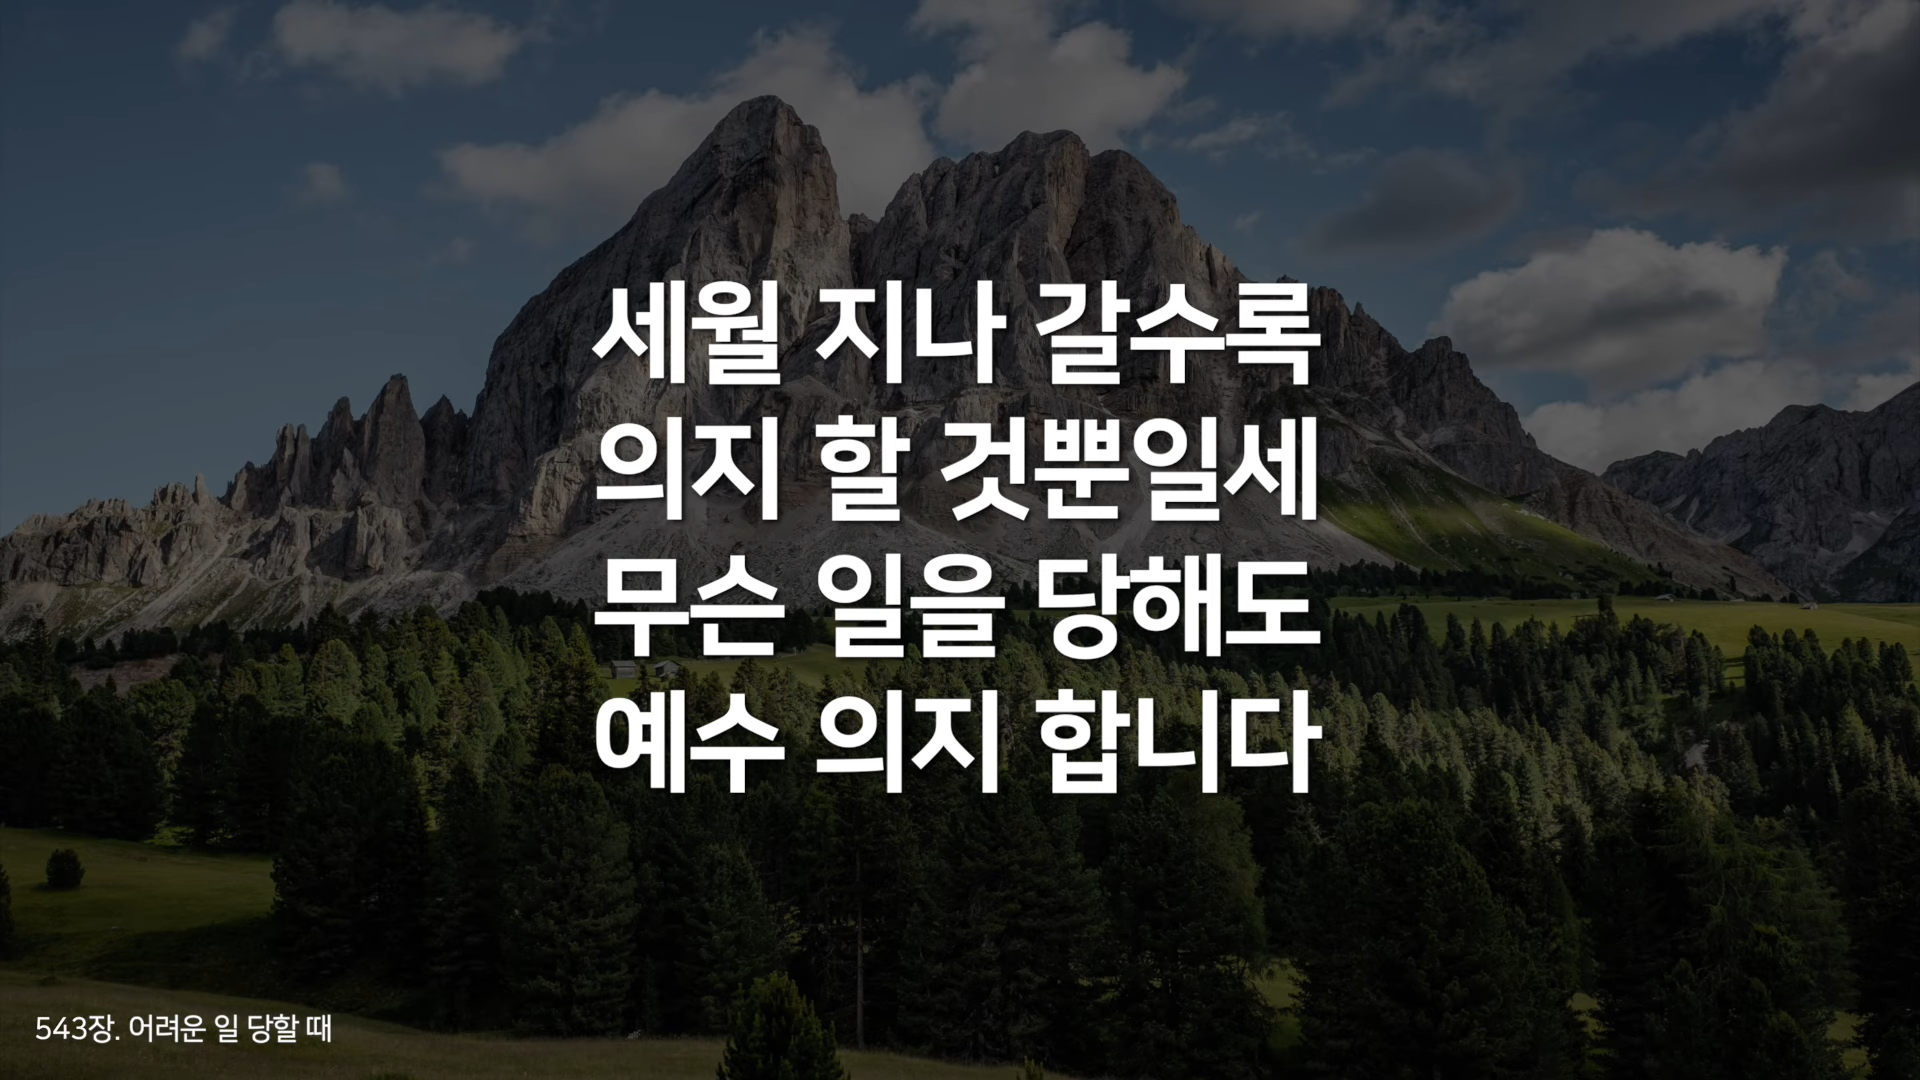 세월 지나 갈수록
의지 할 것뿐일세
무슨 일을 당해도
예수 의지 합니다
543장. 어려운 일 당할 때